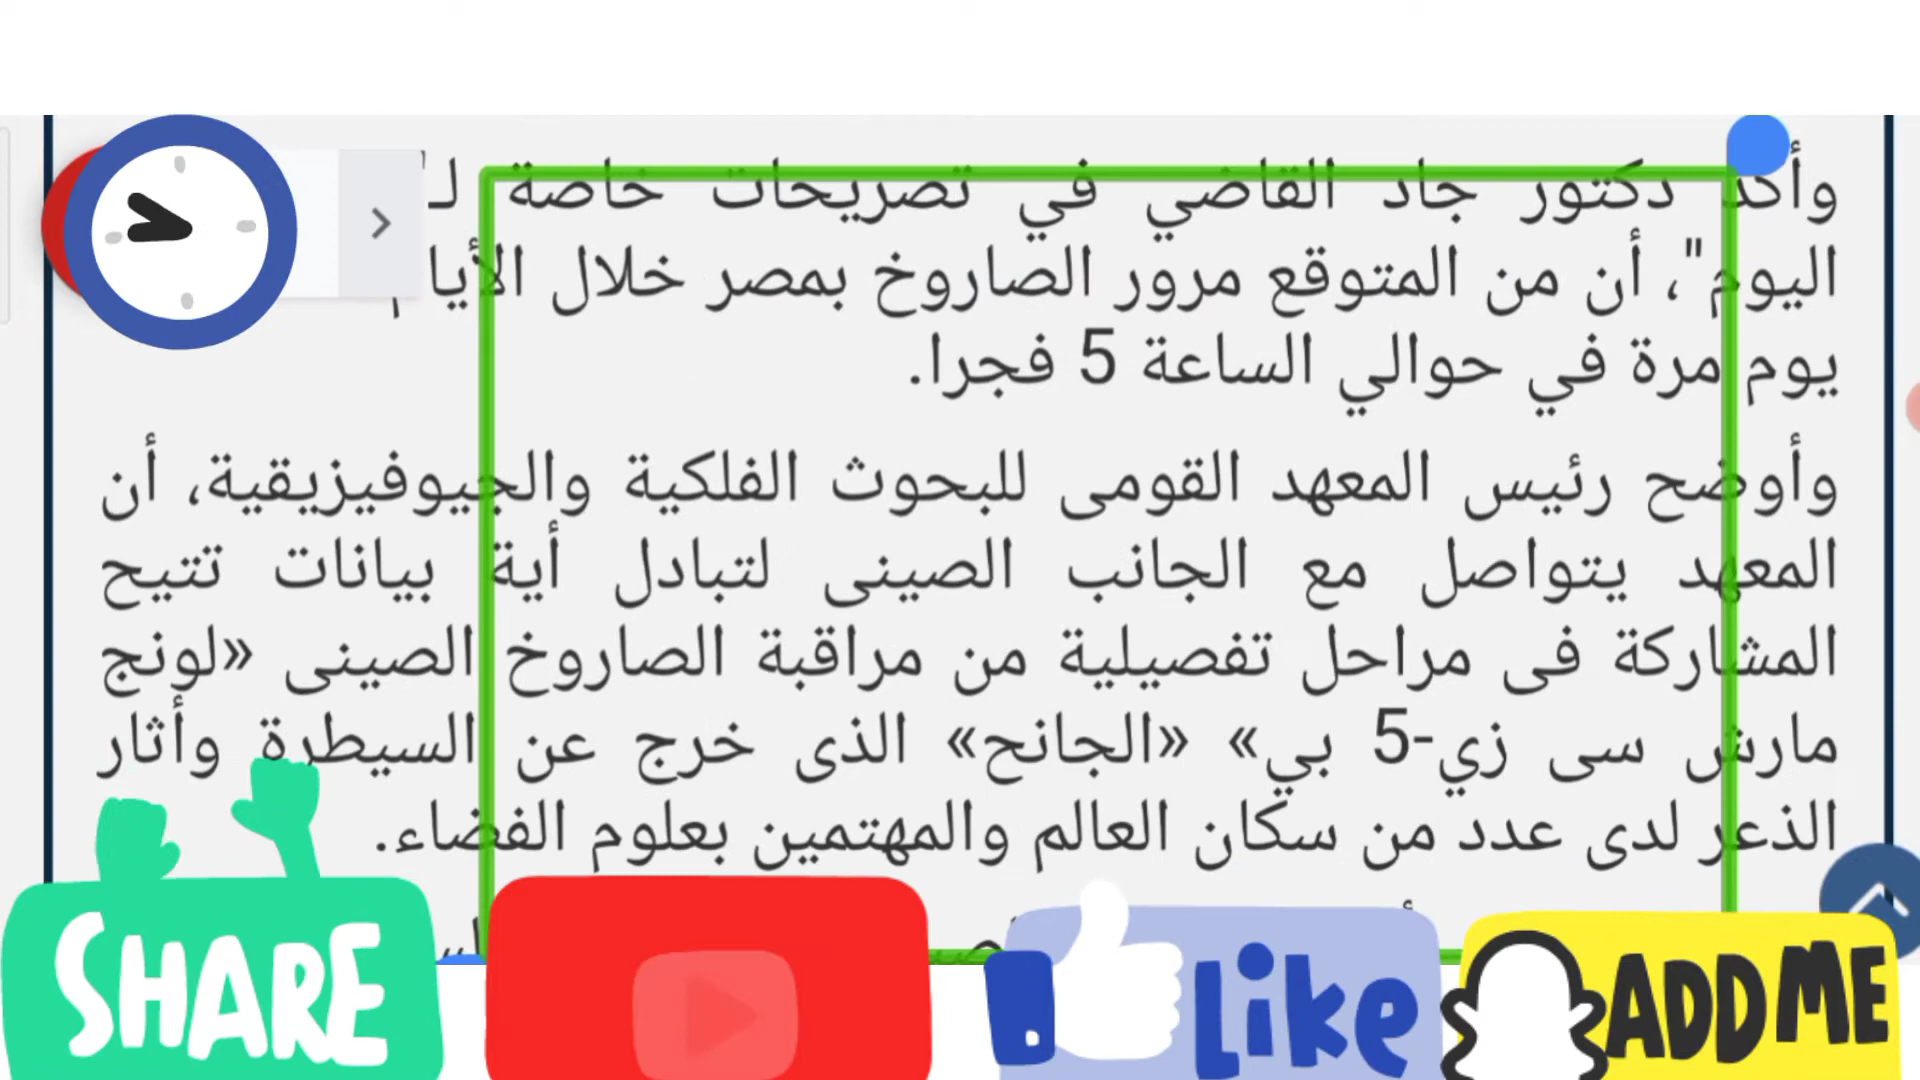 وأكد دكتور جاد القاضي في تصريحات خاصة لـ"
اليوم"، أن من المتوقع مرور الصاروخ بمصر خلال
يوم مرة في حوالي الساعة 5 فجرا.
وأوضح رئيس المعهد القومى للبحوث الفلكية والجيوفيزيقية، أن
المعهد يتواصل مع الجانب الصينى لتبادل أية بيانات تتيح
المشاركة فى مراحل تفصيلية من مراقبة الصاروخ الصينى «لونج
مارش سى زي-5 بي» «الجانح» الذى خرج عن السيطرة وأثار
الذعر لدى عدد من سكان العالم والمهتمين بعلوم الفضاء.
SHARE
Like
ADD ME